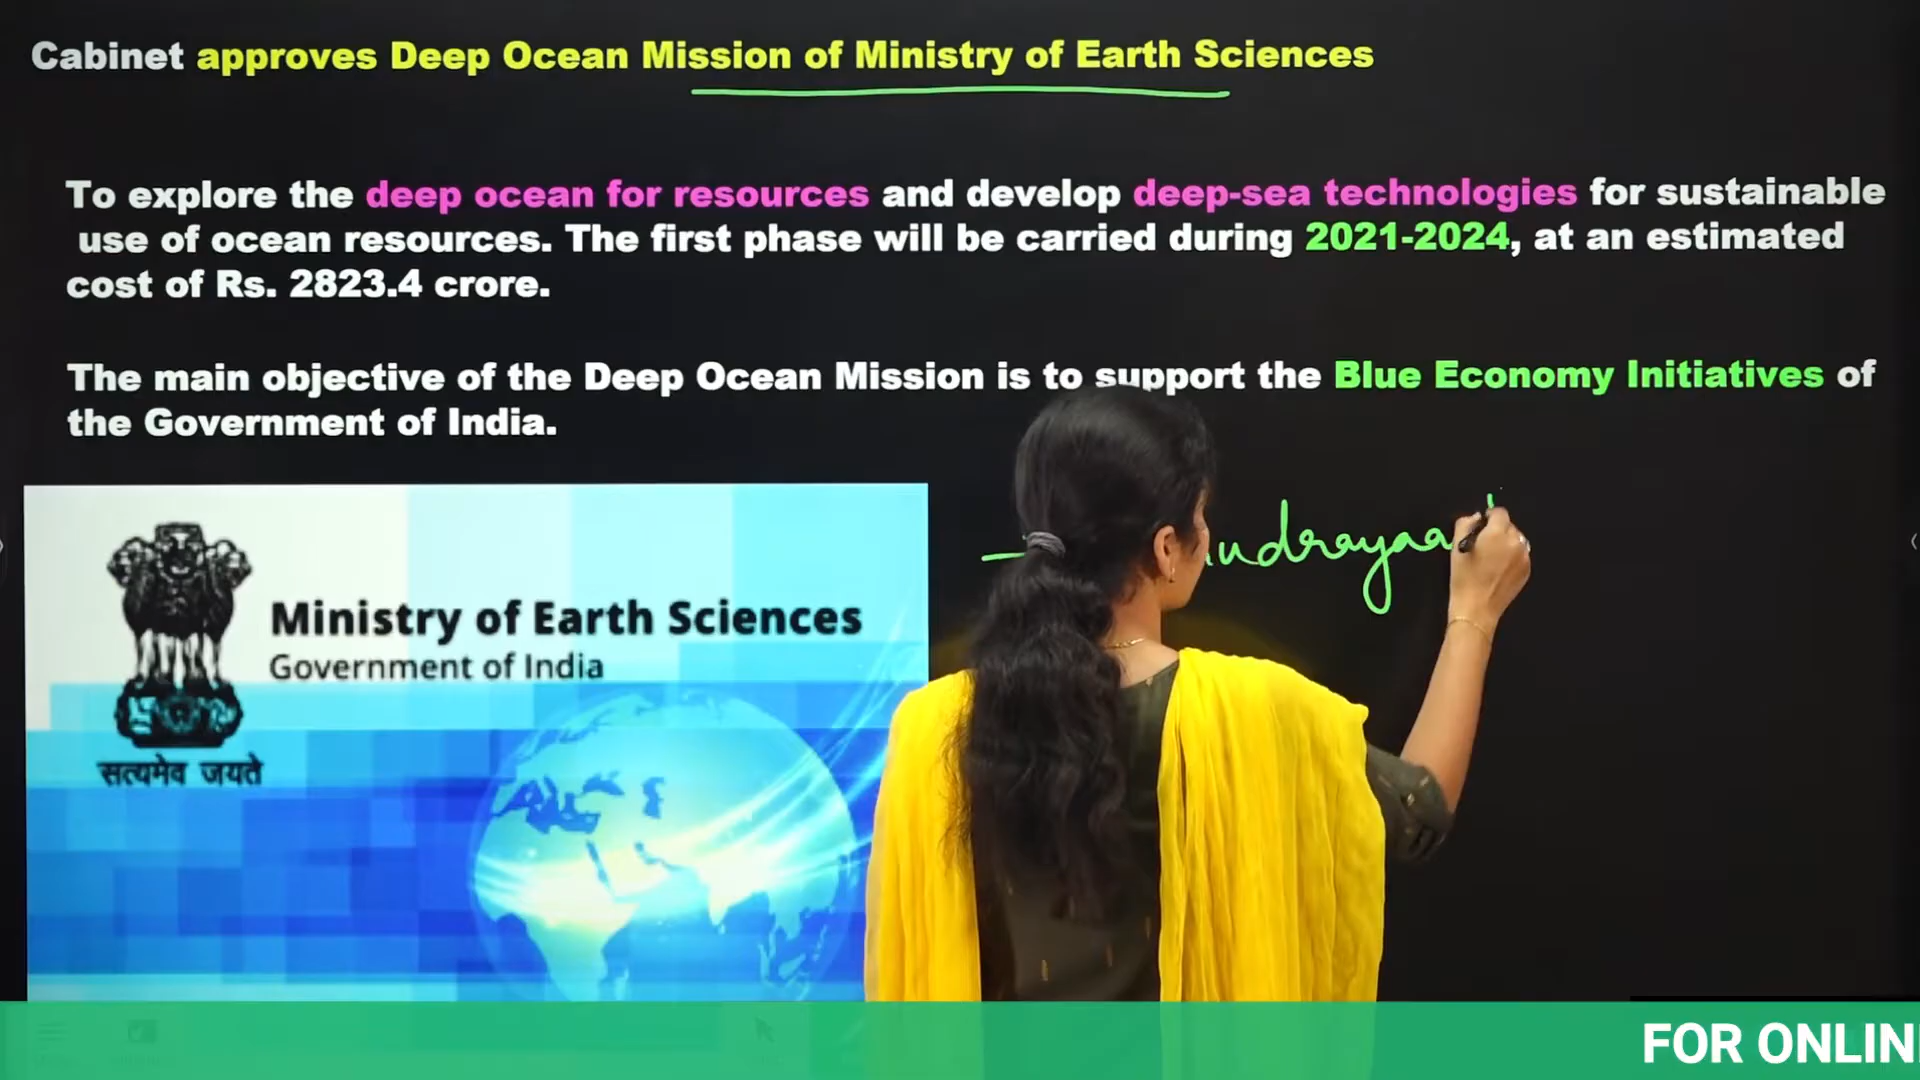 Cabinet approves Deep Ocean Mission of Ministry of Earth Sciences
To explore the deep ocean for resources and develop deep-sea technologies for sustainable
use of ocean resources. The first phase will be carried during 2021-2024, at an estimated
cost of Rs. 2823.4 crore.
The main objective of the Deep Ocean Mission is to support the Blue Economy Initiatives of
the Government of India.
Ministry of Earth Sciences
Government of India
सत्यमेव जयते
FOR ONLIN